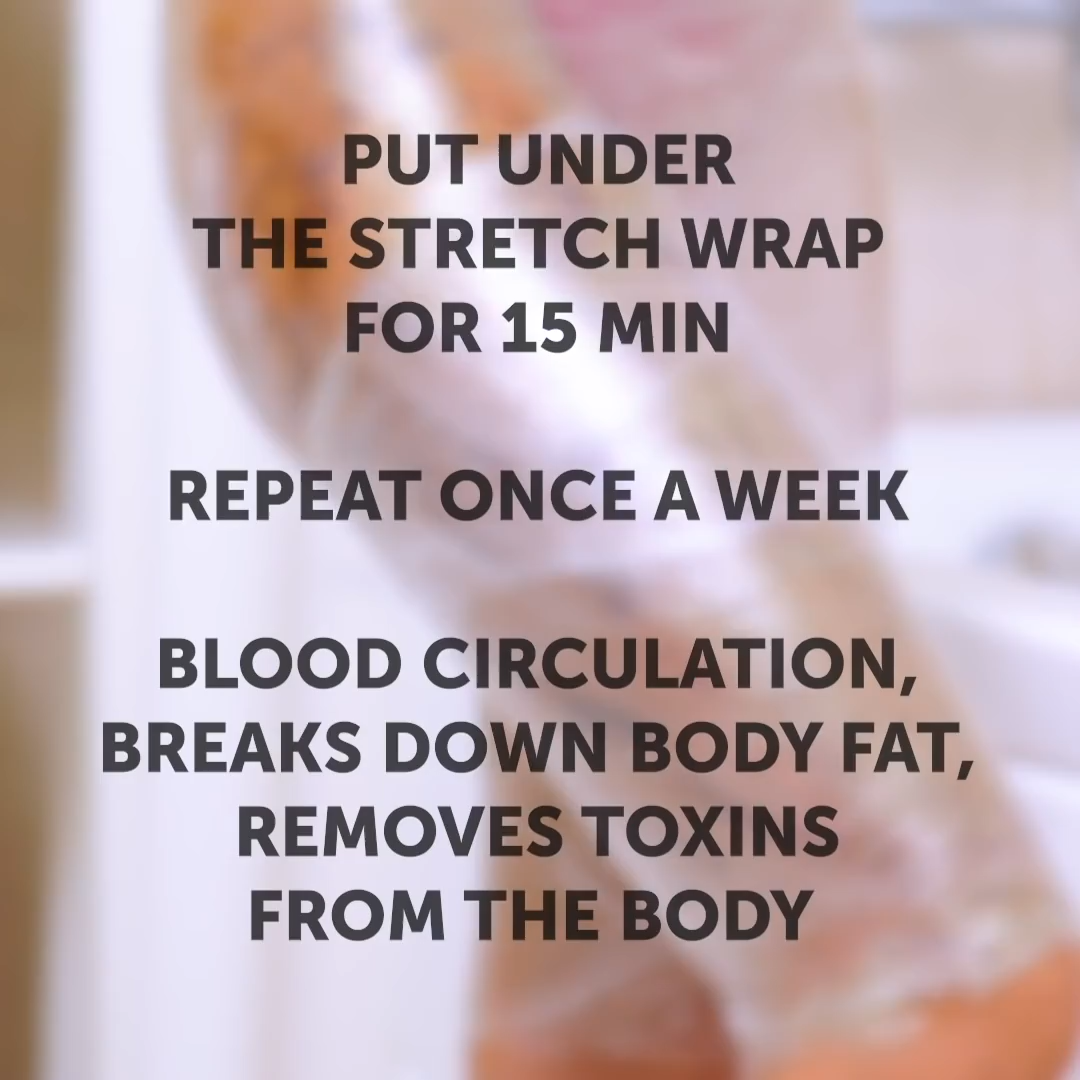 PUT UNDER
THE STRETCH WRAP
FOR 15 MIN
REPEAT ONCE A WEEK
BLOOD CIRCULATION,
BREAKS DOWN BODY FAT,
REMOVES TOXINS
FROM THE BODY